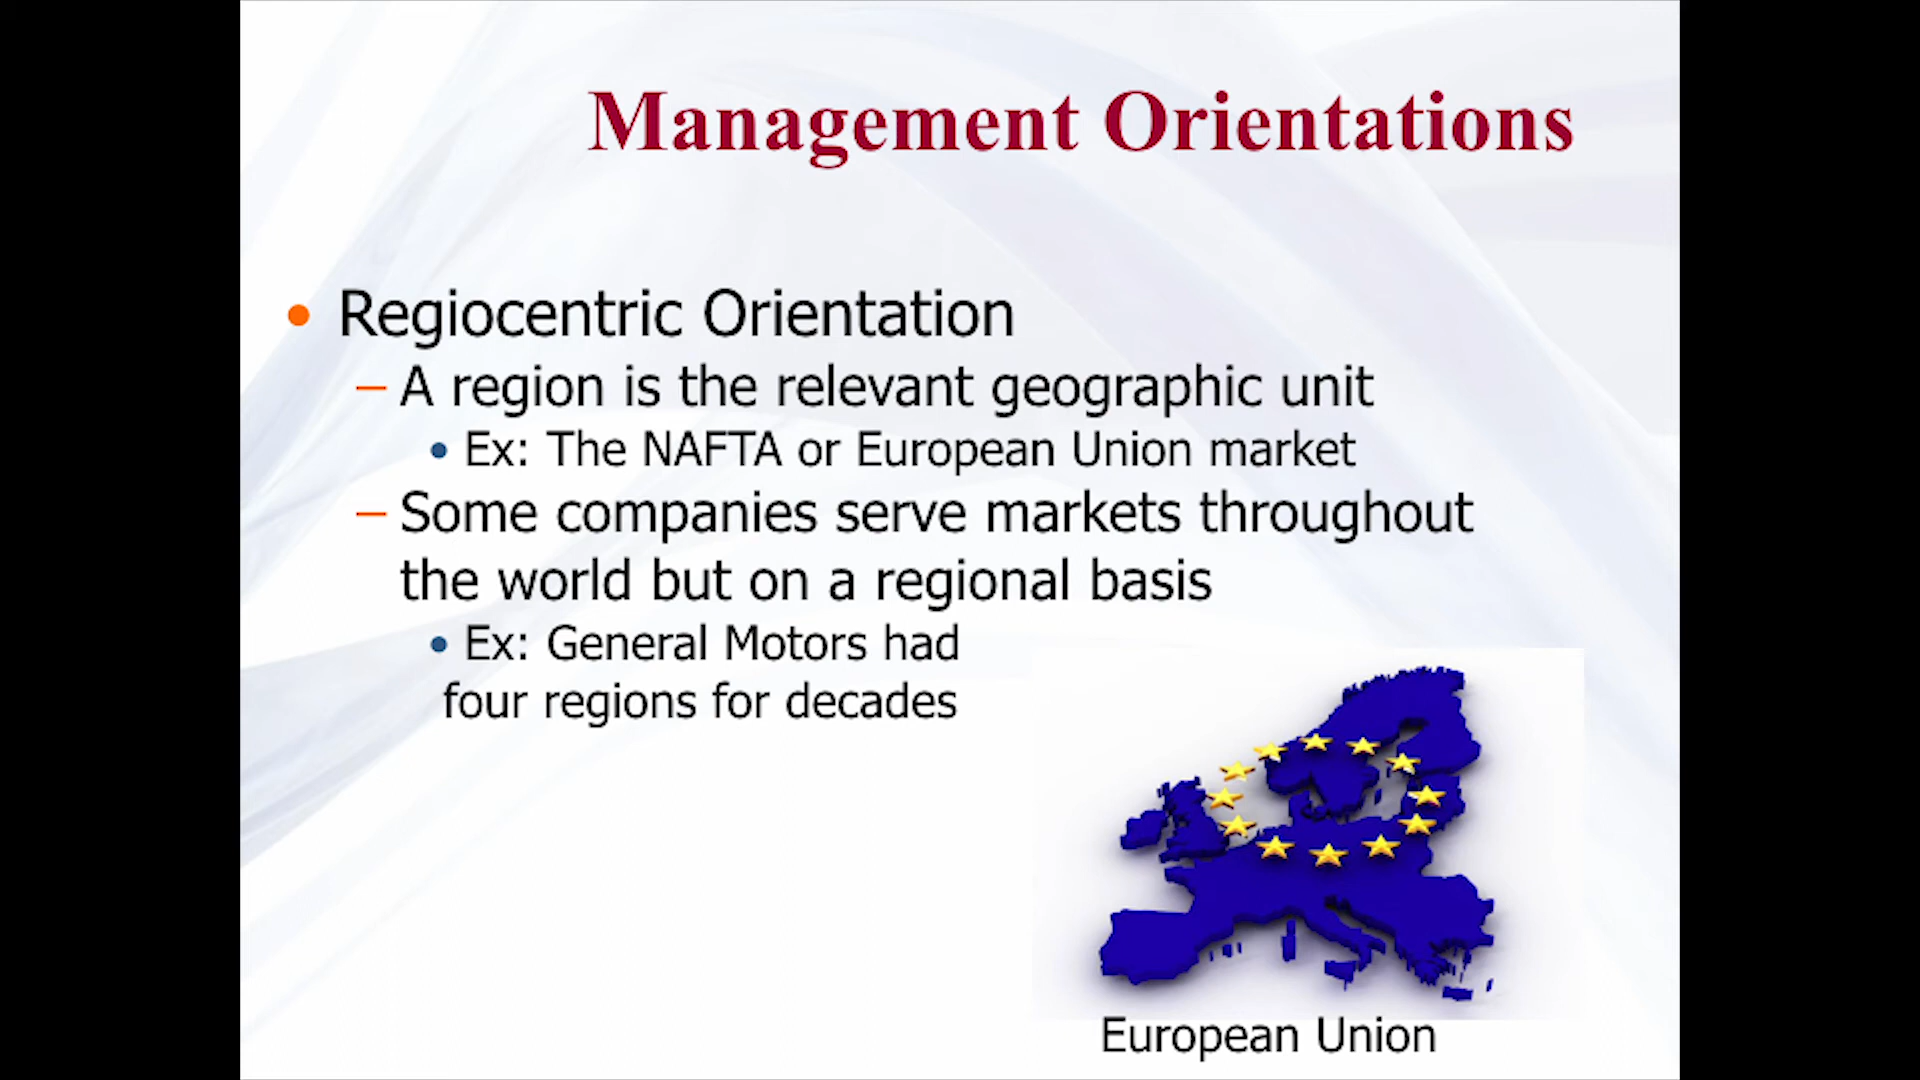 Management Orientations
• Regiocentric Orientation
– A region is the relevant geographic unit
• Ex: The NAFTA or European Union market
– Some companies serve markets throughout
the world but on a regional basis
• Ex: General Motors had
four regions for decades
European Union